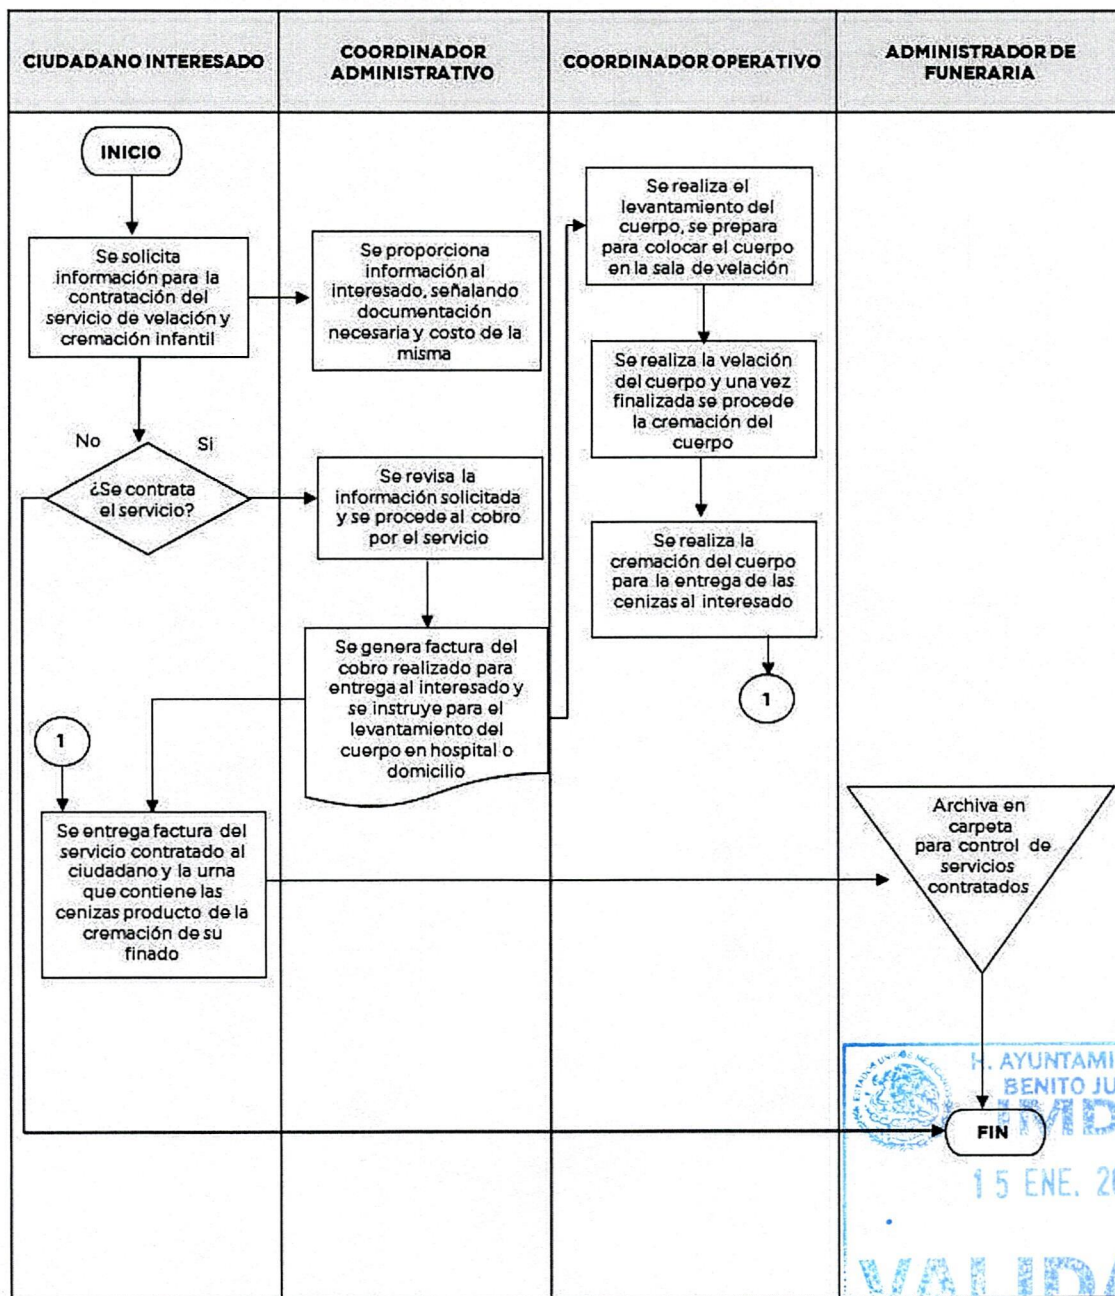 CIUDADANO INTERESADO
COORDINADOR
ADMINISTRATIVO
COORDINADOR OPERATIVO
ADMINISTRADOR DE
FUNERARIA
INICIO
Se solicita
información para la
contratación del
servicio de velación y
cremación infantil
Se proporciona
información al
interesado, señalando
documentación
necesaria y costo de la
misma
Se realiza el
levantamiento del
cuerpo, se prepara
para colocar el cuerpo
en la sala de velación
Se realiza la velación
del cuerpo y una vez
finalizada se procede
la cremación del
cuerpo
No
Si
¿Se contrata
el servicio?
Se revisa la
información solicitada
y se procede al cobro
por el servicio
Se realiza la
cremación del cuerpo
para la entrega de las
cenizas al interesado
Se genera factura del
cobro realizado para
entrega al interesado y
se instruye para el
levantamiento del
cuerpo en hospital o
domicilio
1
1
Se entrega factura del
servicio contratado al
ciudadano y la urna
que contiene las
cenizas producto de la
cremación de su
finado
Archiva en
carpeta
para control de
servicios
contratados
H. AYUNTAMI
BENITO JU
IMD
FIN
15 ENE. 20
VALIDA